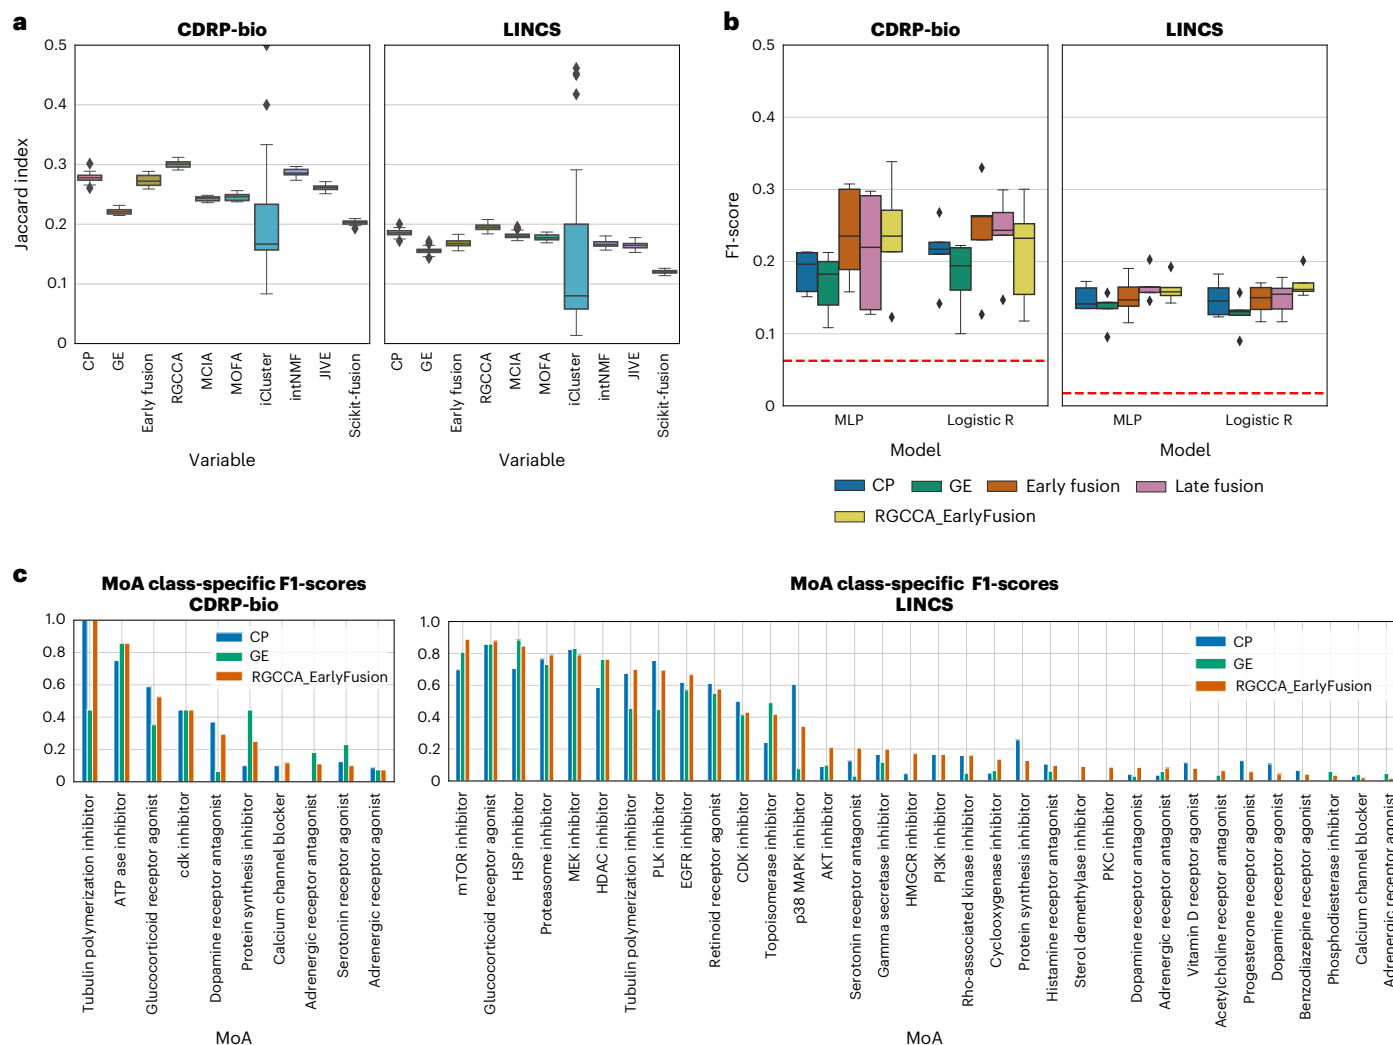 a
CDRP-bio
LINCS
Jaccard index
0.5
0.4
0.3
0.2
0.1
0
CP
GE
Early fusion
RGCCA
MCIA
MOFA
iCluster
intNMF
JIVE
Scikit-fusion
CP
GE
Early fusion
RGCCA
MCIA
MOFA
iCluster
intNMF
JIVE
Scikit-fusion
Variable
Variable
b
CDRP-bio
LINCS
F1-score
0.5
0.4
0.3
0.2
0.1
0
MLP
Logistic R
MLP
Logistic R
Model
Model
CP
GE
Early fusion
Late fusion
RGCCA_EarlyFusion
c
MoA class-specific F1-scores
CDRP-bio
1.0
0.8
0.6
0.4
0.2
0
CP
GE
RGCCA_EarlyFusion
Tubulin polymerization inhibitor
ATP ase inhibitor
Glucocorticoid receptor agonist
cdk inhibitor
Dopamine receptor antagonist
Protein synthesis inhibitor
Calcium channel blocker
Adrenergic receptor antagonist
Serotonin receptor agonist
Adrenergic receptor agonist
MoA
MoA class-specific F1-scores
LINCS
1.0
0.8
0.6
0.4
0.2
0
CP
GE
RGCCA_EarlyFusion
mTOR inhibitor
Glucocorticoid receptor agonist
HSP inhibitor
Proteasome inhibitor
MEK inhibitor
HDAC inhibitor
Tubulin polymerization inhibitor
PLK inhibitor
EGFR inhibitor
Retinoid receptor agonist
CDK inhibitor
Topoisomerase inhibitor
p38 MAPK inhibitor
AKT inhibitor
Serotonin receptor antagonist
Gamma secretase inhibitor
HMGCR inhibitor
PI3K inhibitor
Rho-associated kinase inhibitor
Cyclooxygenase inhibitor
Protein synthesis inhibitor
Histamine receptor antagonist
Sterol demethylase inhibitor
PKC inhibitor
Dopamine receptor antagonist
Adrenergic receptor antagonist
Vitamin D receptor agonist
Acetylcholine receptor antagonist
Progesterone receptor agonist
Dopamine receptor agonist
Benzodiazepine receptor agonist
Phosphodiesterase inhibitor
Calcium channel blocker
Adrenergic receptor agonist
MoA